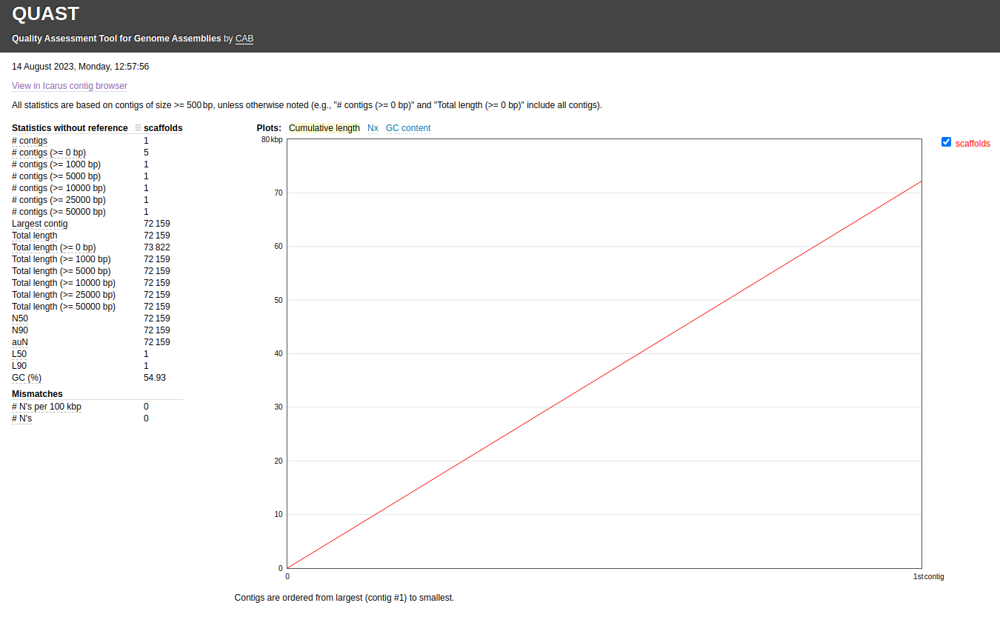 QUAST
Quality Assessment Tool for Genome Assemblies by CAB
14 August 2023, Monday, 12:57:56
View in Icarus contig browser
All statistics are based on contigs of size >= 500 bp, unless otherwise noted (e.g., "# contigs (>= 0 bp)" and "Total length (>= 0 bp)" include all contigs).
Statistics without reference scaffolds
# contigs 1
# contigs (>= 0 bp) 5
# contigs (>= 1000 bp) 1
# contigs (>= 5000 bp) 1
# contigs (>= 10000 bp) 1
# contigs (>= 25000 bp) 1
# contigs (>= 50000 bp) 1
Largest contig 72 159
Total length 72 159
Total length (>= 0 bp) 73 822
Total length (>= 1000 bp) 72 159
Total length (>= 5000 bp) 72 159
Total length (>= 10000 bp) 72 159
Total length (>= 25000 bp) 72 159
Total length (>= 50000 bp) 72 159
N50 72 159
N90 72 159
auN 72 159
L50 1
L90 1
GC (%) 54.93
Mismatches
# N's per 100 kbp 0
# N's 0
Plots: Cumulative length Nx GC content
80 kbp
70
60
50
40
30
20
10
0
0 1st contig
scaffolds
Contigs are ordered from largest (contig #1) to smallest.